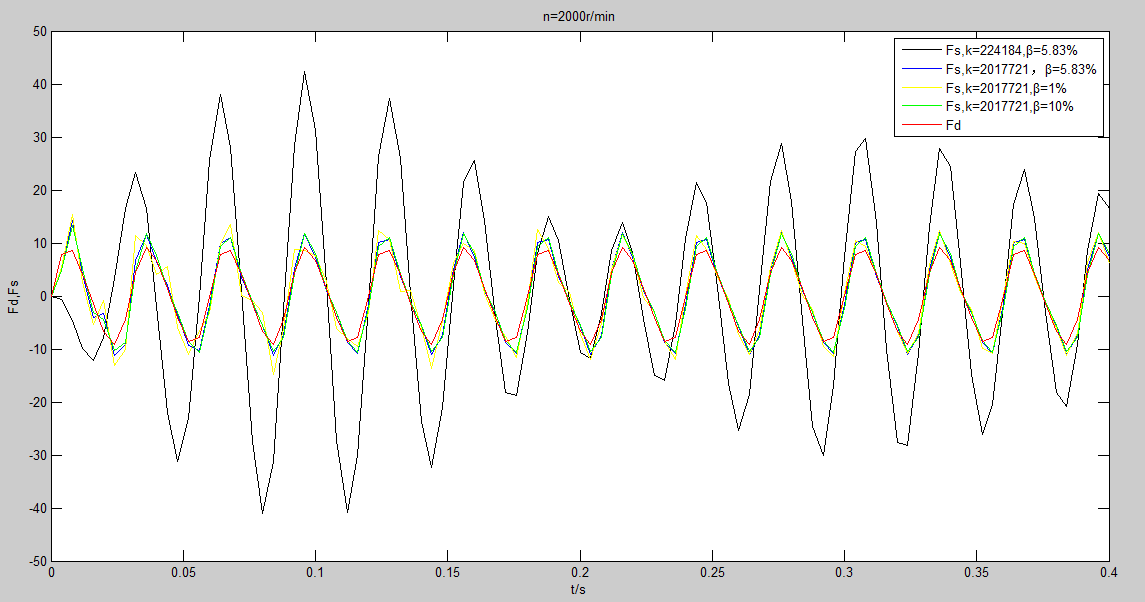 n=2000r/min
Fs,k=224184,β=5.83%
Fs,k=2017721，β=5.83%
Fs,k=2017721,β=1%
Fs,k=2017721,β=10%
Fd
Fd,Fs
50
40
30
20
10
0
-10
-20
-30
-40
-50
0 0.05 0.1 0.15 0.2 0.25 0.3 0.35 0.4
t/s